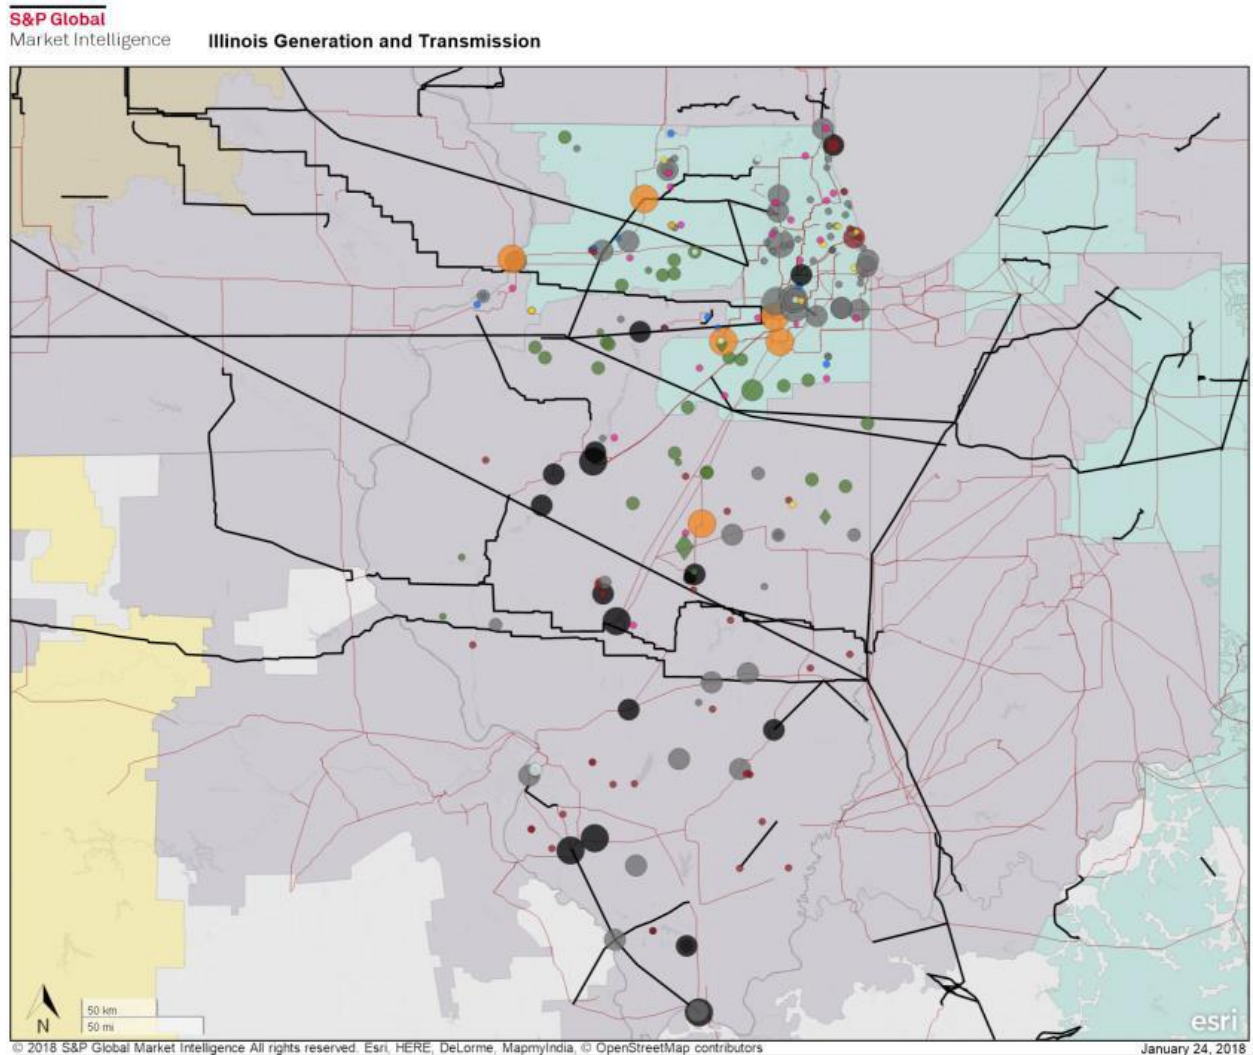 S&P Global
Market Intelligence
Illinois Generation and Transmission
N
50 km
50 mi
esri
© 2018 S&P Global Market Intelligence All rights reserved. Esri, HERE, DeLorme, MapmyIndia, © OpenStreetMap contributors
January 24, 2018